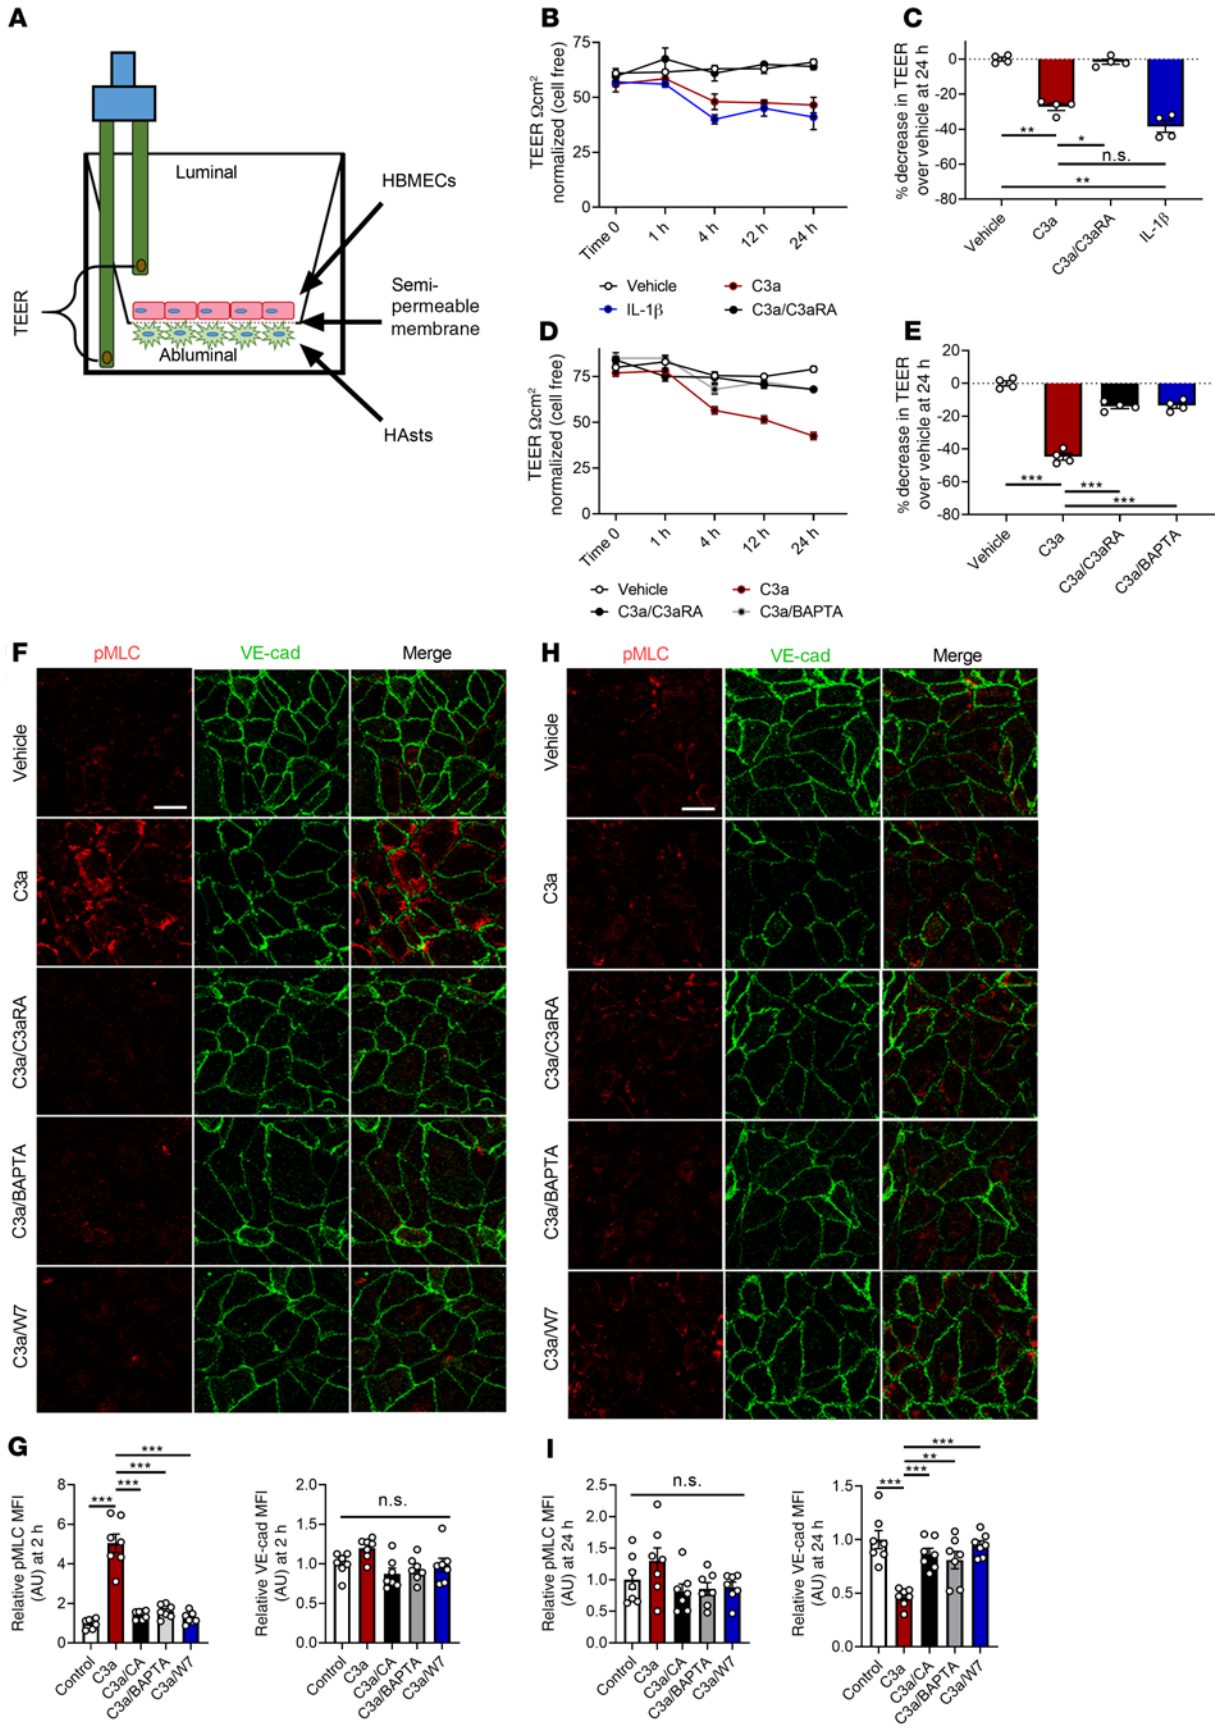 A
Luminal
HBMECs
TEER
Semi-
permeable
membrane
Abluminal
HAsts
B
TEER Ωcm²
normalized (cell free)
75
50
25
0
Time 0
1 h
4 h
12 h
24 h
Vehicle
C3a
IL-1β
C3a/C3aRA
C
% decrease in TEER
over vehicle at 24 h
0
-20
-40
-60
-80
**
*
n.s.
**
Vehicle
C3a
C3a/C3aRA
IL-1β
D
TEER Ωcm²
normalized (cell free)
75
50
25
0
Time 0
1 h
4 h
12 h
24 h
Vehicle
C3a
C3a/C3aRA
C3a/BAPTA
E
% decrease in TEER
over vehicle at 24 h
20
0
-20
-40
-60
-80
***
***
***
Vehicle
C3a
C3a/C3aRA
C3a/BAPTA
F
pMLC
VE-cad
Merge
Vehicle
C3a
C3a/C3aRA
C3a/BAPTA
C3a/W7
H
pMLC
VE-cad
Merge
Vehicle
C3a
C3a/C3aRA
C3a/BAPTA
C3a/W7
G
Relative pMLC MFI
(AU) at 2 h
8
6
4
2
0
***
***
***
***
Control
C3a
C3a/CA
C3a/BAPTA
C3a/W7
Relative VE-cad MFI
(AU) at 2 h
2.0
1.5
1.0
0.5
0.0
n.s.
Control
C3a
C3a/CA
C3a/BAPTA
C3a/W7
I
Relative pMLC MFI
(AU) at 24 h
2.5
2.0
1.5
1.0
0.5
0.0
n.s.
Control
C3a
C3a/CA
C3a/BAPTA
C3a/W7
Relative VE-cad MFI
(AU) at 24 h
1.5
1.0
0.5
0.0
***
**
***
***
Control
C3a
C3a/CA
C3a/BAPTA
C3a/W7